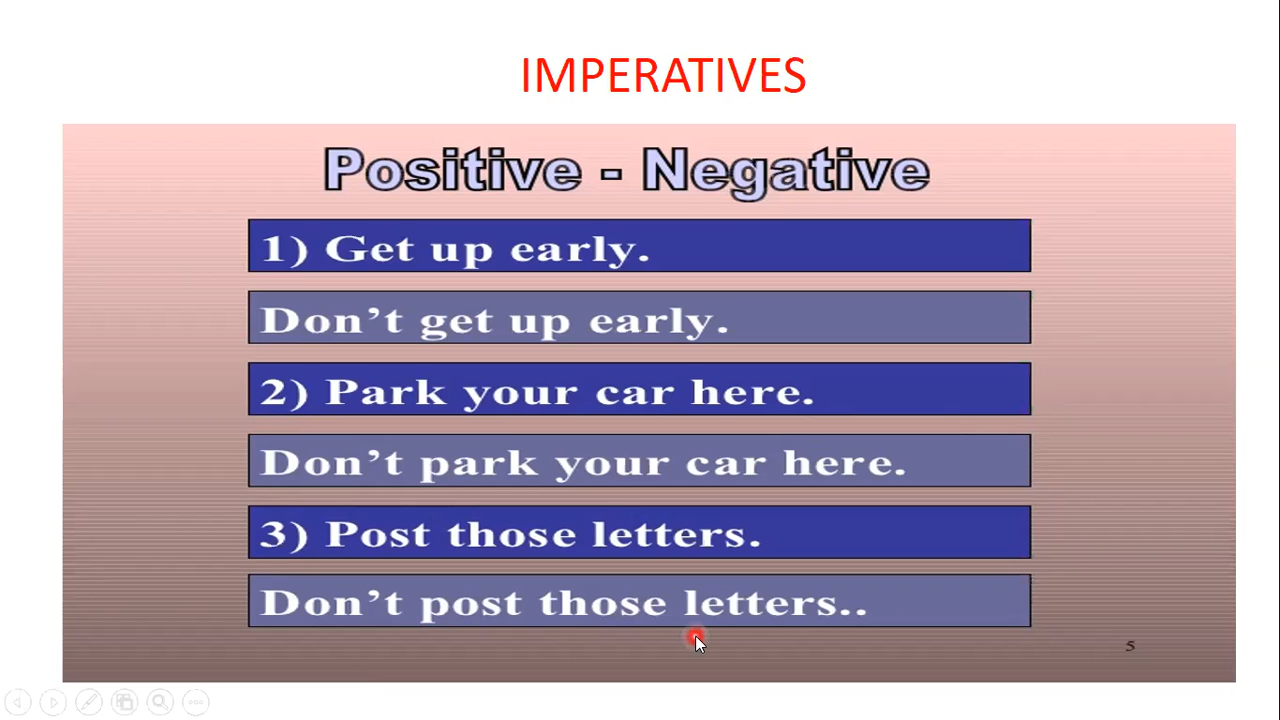 IMPERATIVES
Positive - Negative
1) Get up early.
Don’t get up early.
2) Park your car here.
Don’t park your car here.
3) Post those letters.
Don’t post those letters..
5